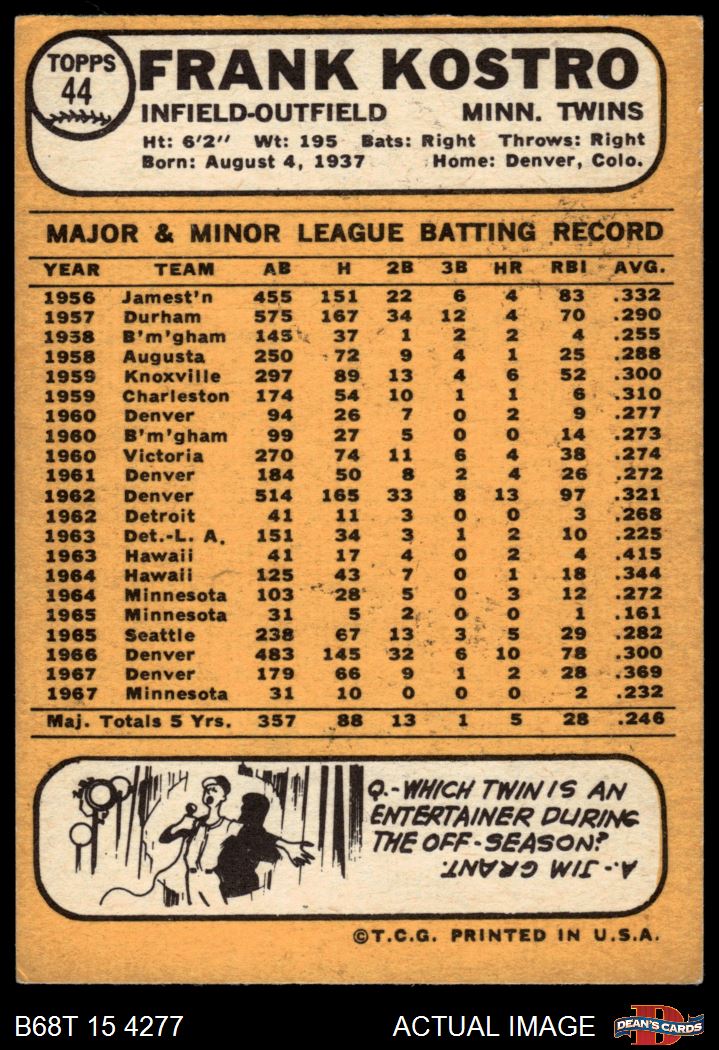 TOPPS
44
FRANK KOSTRO
INFIELD-OUTFIELD MINN. TWINS
Ht: 6'2" Wt: 195 Bats: Right Throws: Right
Born: August 4, 1937 Home: Denver, Colo.
MAJOR & MINOR LEAGUE BATTING RECORD
YEAR TEAM AB H 2B 3B HR RBI AVG.
1956 Jamest'n 455 151 22 6 4 83 .332
1957 Durham 575 167 34 12 4 70 .290
1958 B'm'gham 145 37 1 2 2 4 .255
1958 Augusta 250 72 9 4 1 25 .288
1959 Knoxville 297 89 13 4 6 52 .300
1959 Charleston 174 54 10 1 1 6 .310
1960 Denver 94 26 7 0 2 9 .277
1960 B'm'gham 99 27 5 0 0 14 .273
1960 Victoria 270 74 11 6 4 38 .274
1961 Denver 184 50 8 2 4 26 .272
1962 Denver 514 165 33 8 13 97 .321
1962 Detroit 41 11 3 0 0 3 .268
1963 Det.-L. A. 151 34 3 1 2 10 .225
1963 Hawaii 41 17 4 0 2 4 .415
1964 Hawaii 125 43 7 0 1 18 .344
1964 Minnesota 103 28 5 0 3 12 .272
1965 Minnesota 31 5 2 0 0 1 .161
1965 Seattle 238 67 13 3 5 29 .282
1966 Denver 483 145 32 6 10 78 .300
1967 Denver 179 66 9 1 2 28 .369
1967 Minnesota 31 10 0 0 0 2 .232
Maj. Totals 5 Yrs. 357 88 13 1 5 28 .246
Q.-WHICH TWIN IS AN
ENTERTAINER DURING
THE OFF-SEASON?
A.-JIM GRANT.
©T.C.G. PRINTED IN U.S.A.
B68T 15 4277 ACTUAL IMAGE
D
DEAN'S CARDS